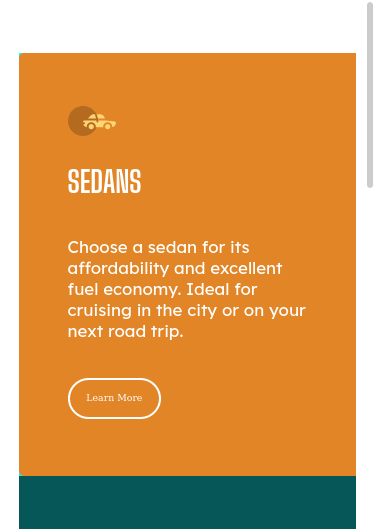 SEDANS
Choose a sedan for its
affordability and excellent
fuel economy. Ideal for
cruising in the city or on your
next road trip.
Learn More